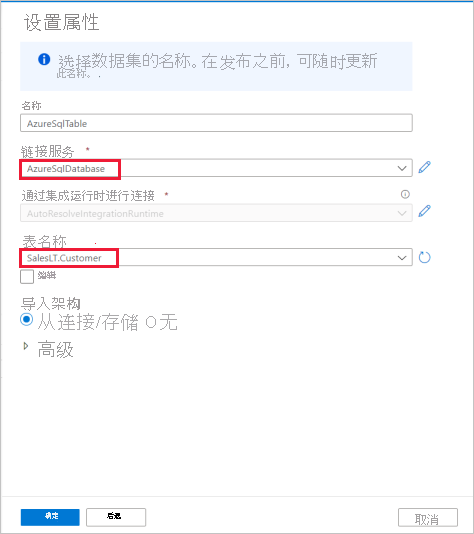 设置属性
选择数据集的名称。在发布之前, 可随时更新
此名称。.
名称
AzureSqlTable
链接服务 *
AzureSqlDatabase
通过集成运行时进行连接 *
AutoResolveIntegrationRuntime
表名称 .
SalesLT.Customer
编辑
导入架构
从连接/存储 O 无
高级
确定 后退 取消